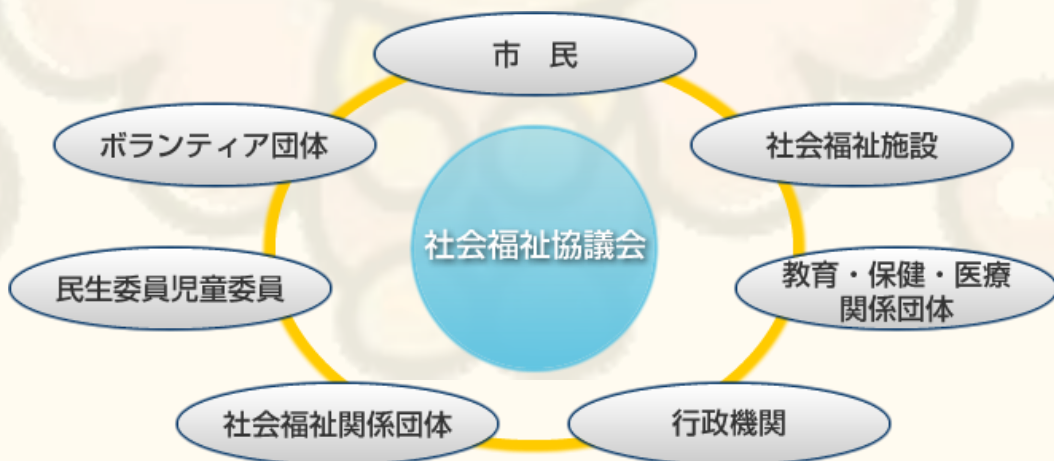 市　民
ボランティア団体
社会福祉施設
社会福祉協議会
民生委員児童委員
教育・保健・医療
関係団体
社会福祉関係団体
行政機関